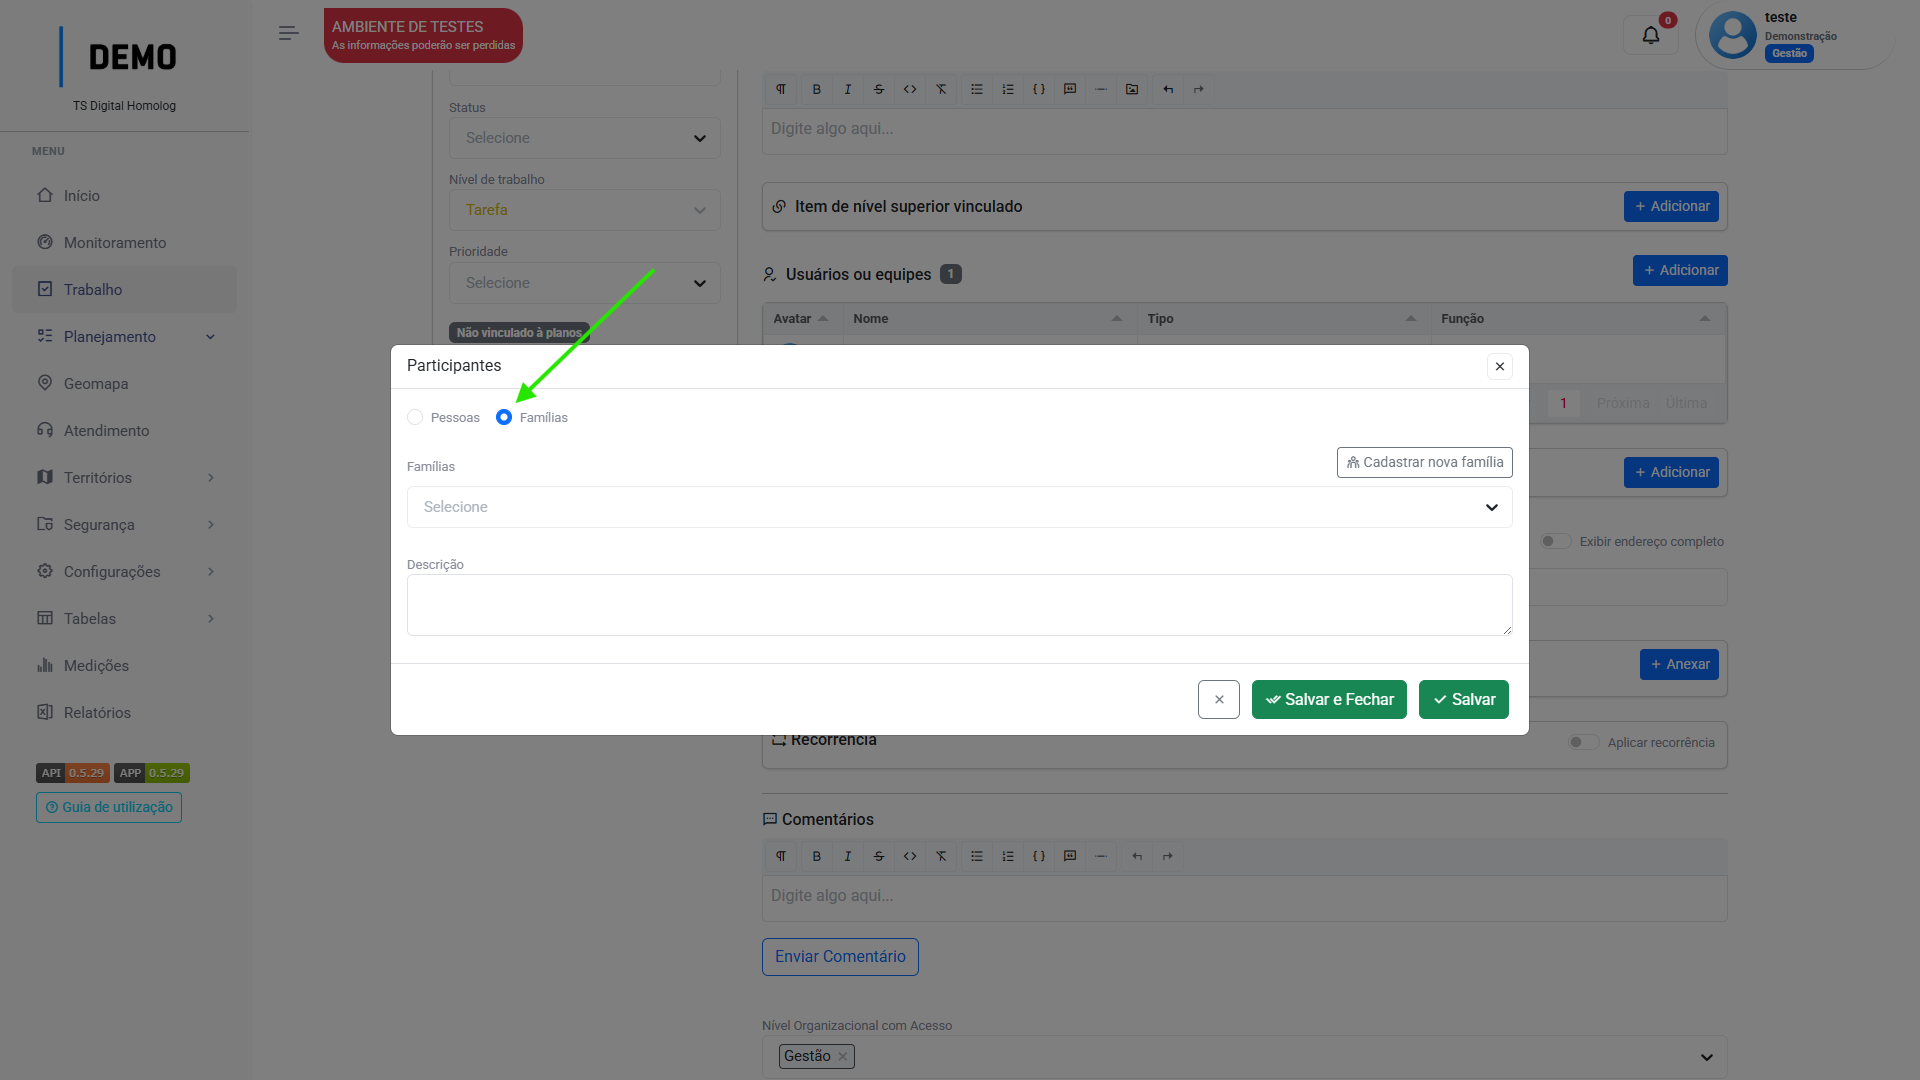 DEMO
TS Digital Homolog
MENU
Início
Monitoramento
Trabalho
Planejamento
Geomapa
Atendimento
Territórios
Segurança
Configurações
Tabelas
Medições
Relatórios
API 0.5.29 APP 0.5.29
Guia de utilização
AMBIENTE DE TESTES
As informações poderão ser perdidas
0
teste
Demonstração
Gestão
Status
Selecione
Nível de trabalho
Tarefa
Prioridade
Selecione
Não vinculado à planos
Digite algo aqui...
Item de nível superior vinculado
+ Adicionar
Usuários ou equipes 1
+ Adicionar
Avatar Nome Tipo Função
1 Próxima Última
Participantes
Pessoas Famílias
Famílias
Cadastrar nova família
Selecione
Descrição
Salvar e Fechar
Salvar
+ Adicionar
Exibir endereço completo
+ Anexar
Recorrência
Aplicar recorrência
Comentários
Digite algo aqui...
Enviar Comentário
Nível Organizacional com Acesso
Gestão